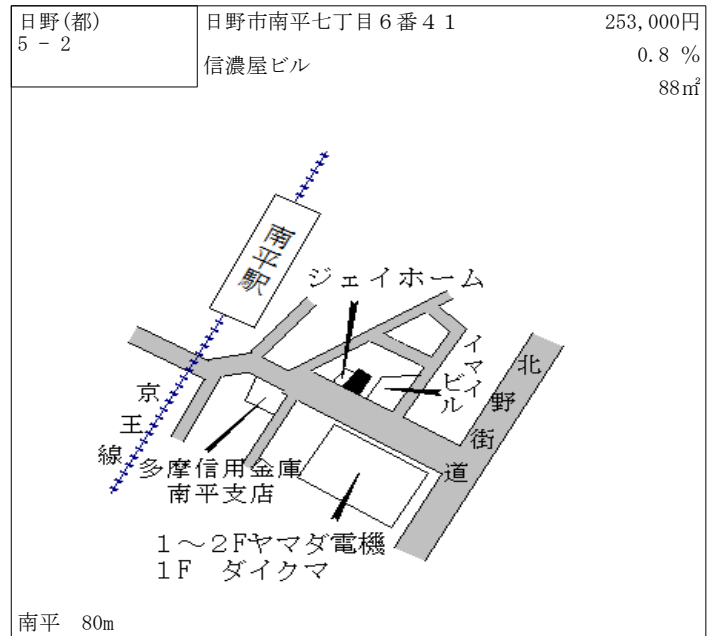 日野(都)
5－2
日野市南平七丁目６番４１
信濃屋ビル
253,000円
0.8 %
88㎡
南平駅
ジェイホーム
イマイ
ビル
北野街道
京王線
多摩信用金庫
南平支店
１～２Fヤマダ電機
１F　ダイクマ
南平　80m